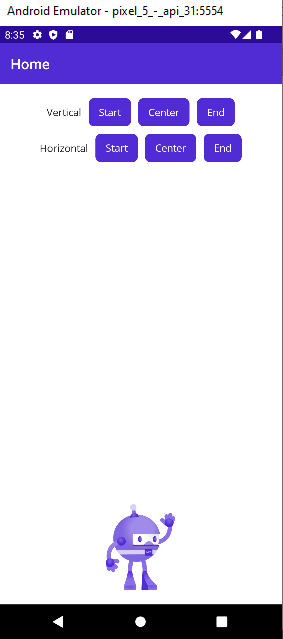 Android Emulator - pixel_5_-_api_31:5554
8:35
Home
Vertical Start Center End
Horizontal Start Center End